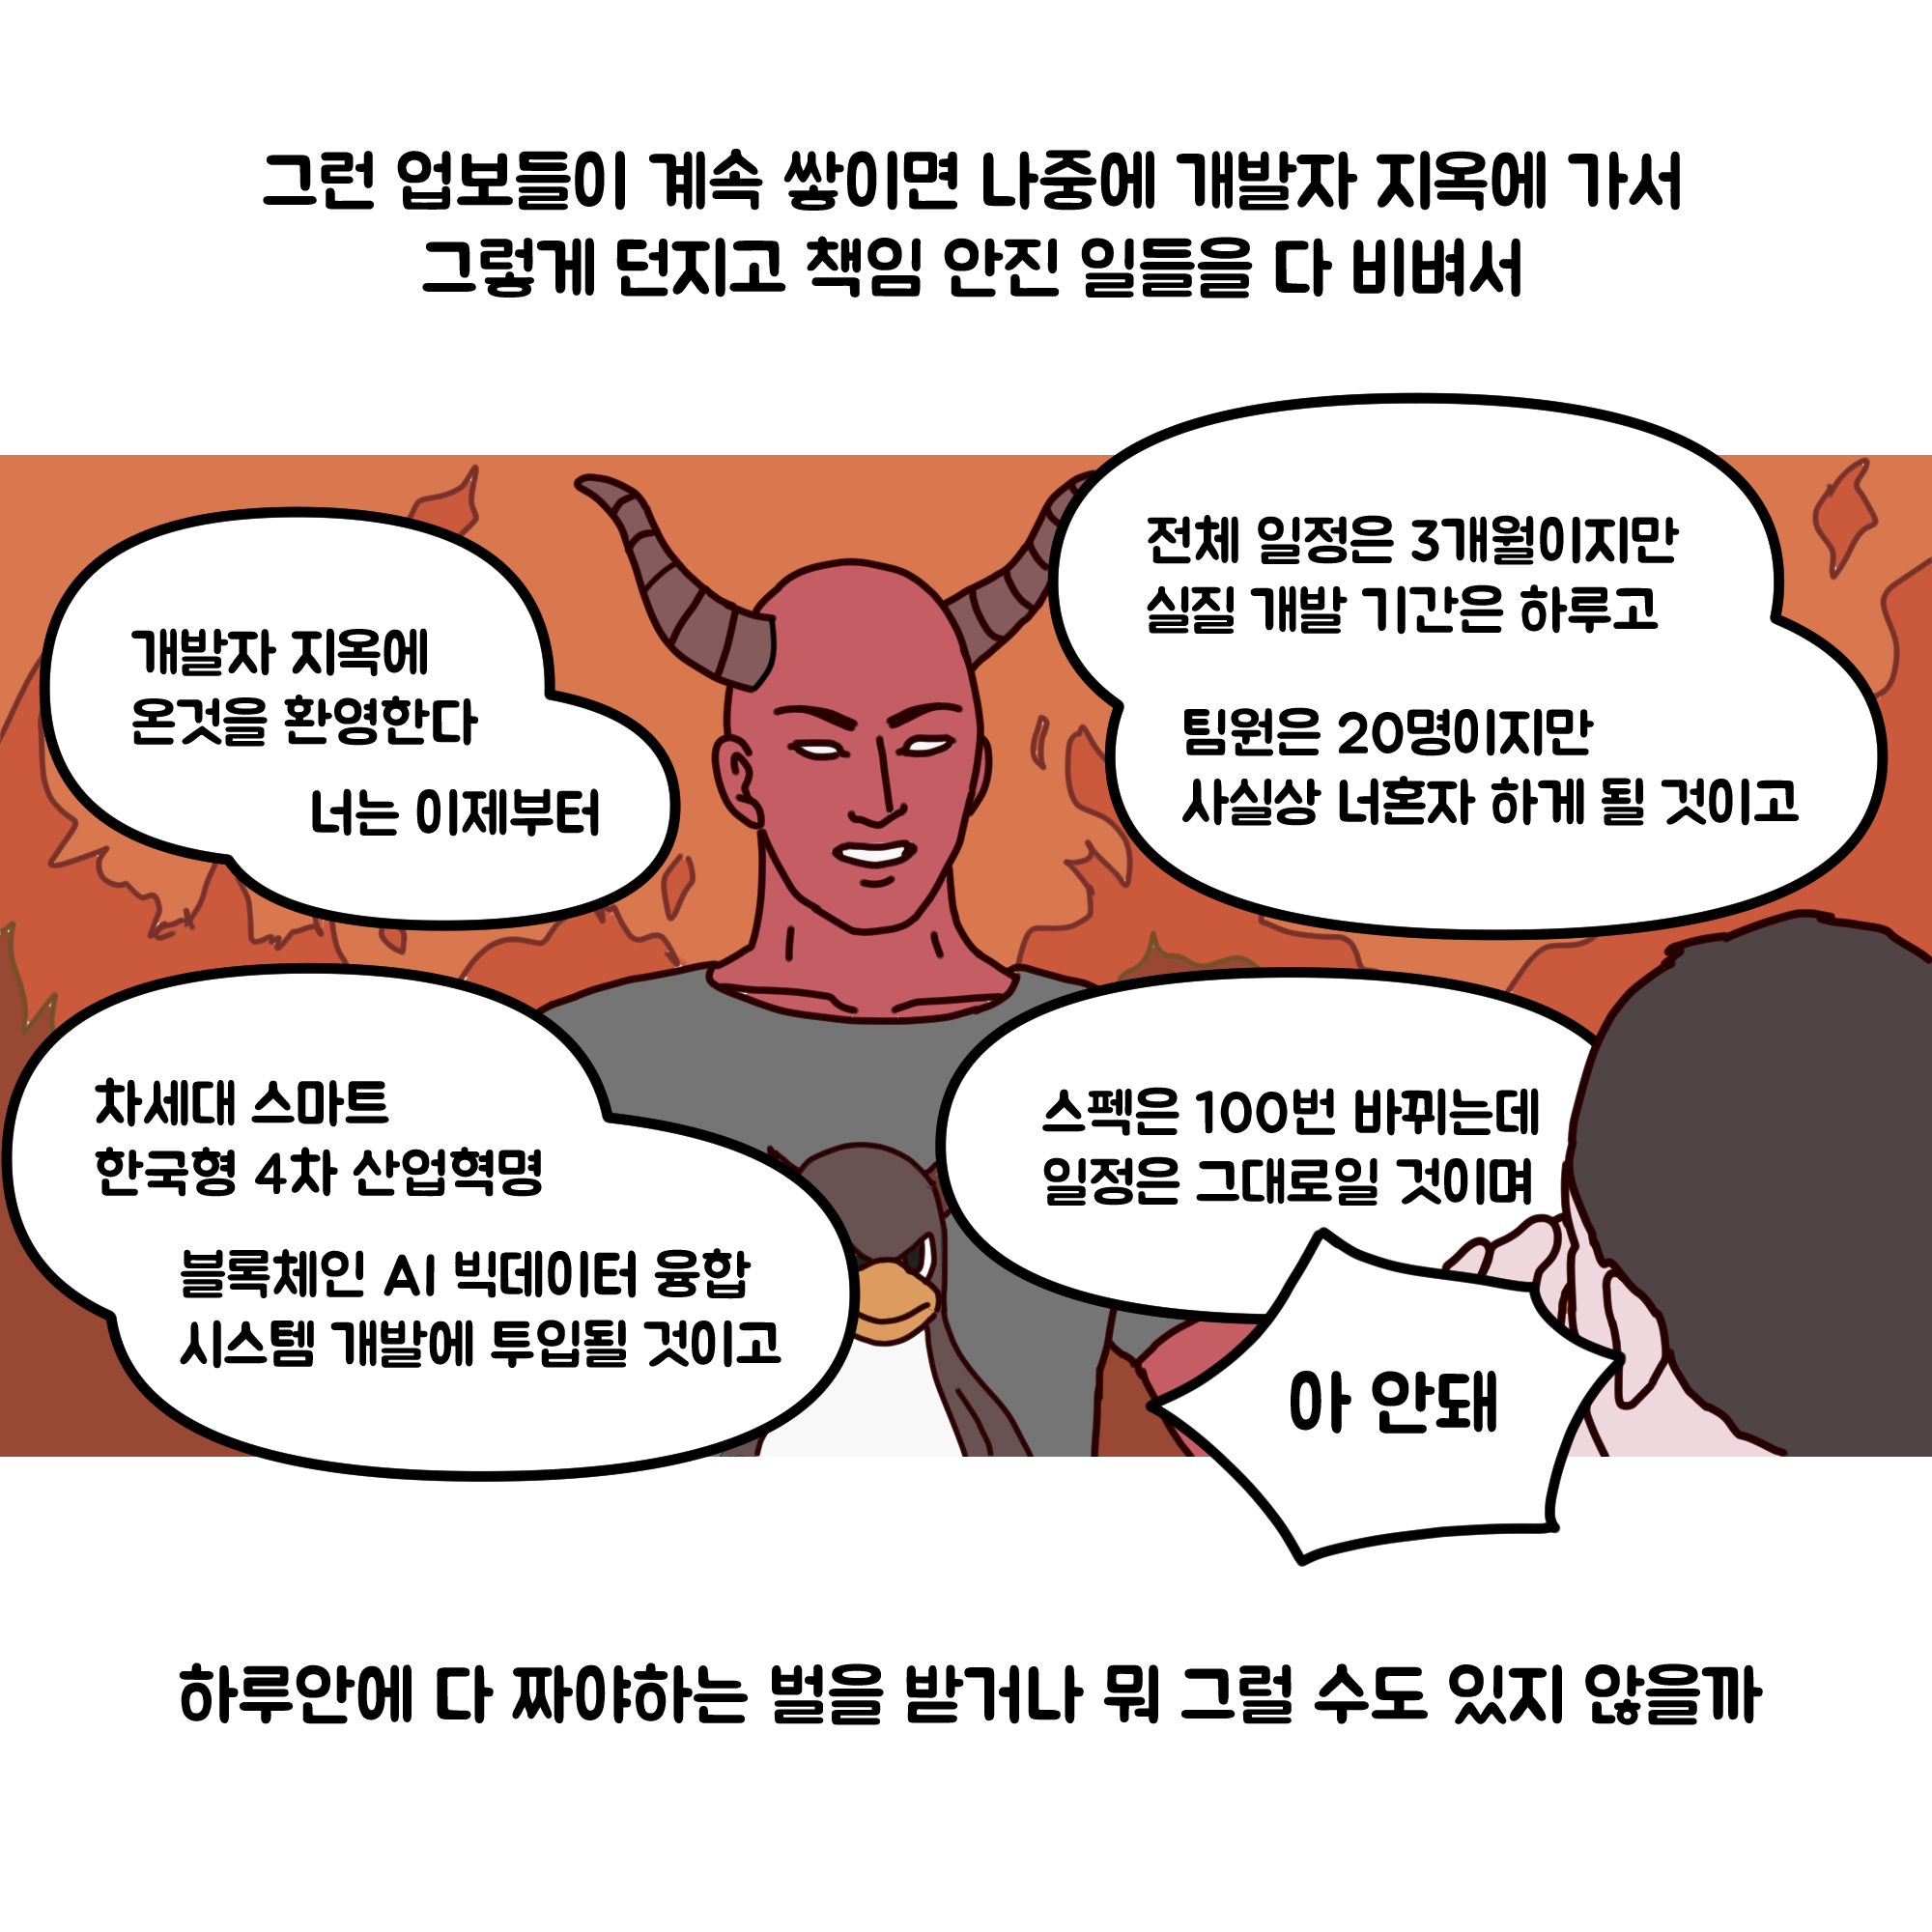 그런 업보들이 계속 쌓이면 나중에 개발자 지옥에 가서
그렇게 던지고 책임 안진 일들을 다 비벼서
개발자 지옥에
온것을 환영한다
너는 이제부터
전체 일정은 3개월이지만
실질 개발 기간은 하루고
팀원은 20명이지만
사실상 너혼자 하게 될 것이고
차세대 스마트
한국형 4차 산업혁명
블록체인 AI 빅데이터 융합
시스템 개발에 투입될 것이고
스펙은 100번 바뀌는데
일정은 그대로일 것이며
아 안돼
하루안에 다 짜야하는 벌을 받거나 뭐 그럴 수도 있지 않을까